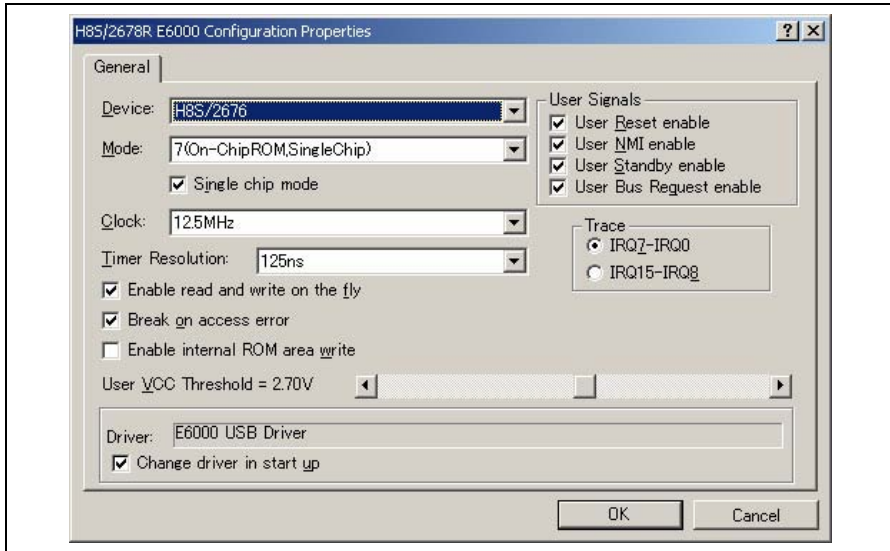 H8S/2678R E6000 Configuration Properties
General
Device: H8S/2676
Mode: 7(On-ChipROM,SingleChip)
Single chip mode
Clock: 12.5MHz
Timer Resolution: 125ns
Enable read and write on the fly
Break on access error
Enable internal ROM area write
User Signals
User Reset enable
User NMI enable
User Standby enable
User Bus Reguest enable
Trace
IRQ7-IRQ0
IRQ15-IRQ8
User VCC Threshold = 2.70V
Driver: E6000 USB Driver
Change driver in start up
OK Cancel